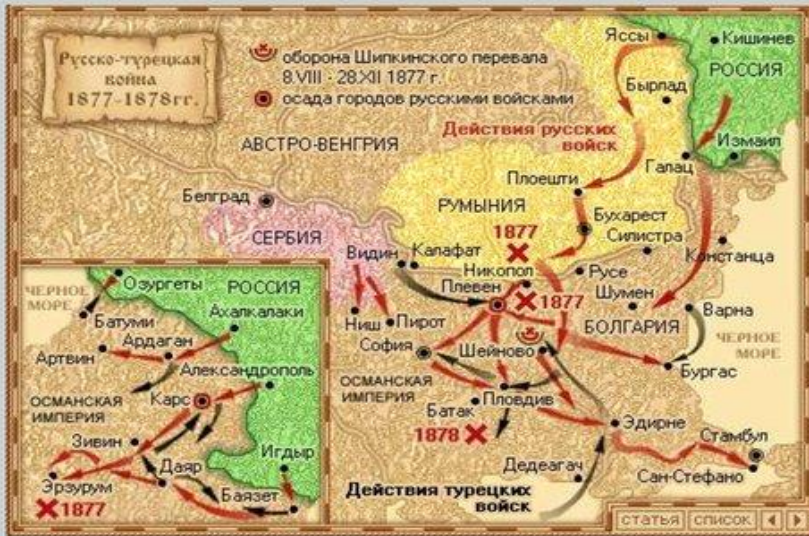 Русско-турецкая
война
1877-1878гг.
оборона Шипкинского перевала
8.VIII - 28.XII 1877 г.
осада городов русскими войсками
Яссы
Кишинев
РОССИЯ
Бырлад
АВСТРО-ВЕНГРИЯ
Действия русских
войск
Измаил
Галац
Плоешти
Белград
РУМЫНИЯ
СЕРБИЯ
1877
Бухарест
Силистра
Видин
Калафат
Констанца
Никопол
Русе
Плевен
1877
Шумен
Варна
Ниш
Пирот
БОЛГАРИЯ
София
Шейново
ЧЕРНОЕ
МОРЕ
ОСМАНСКАЯ
ИМПЕРИЯ
Бургас
Батак
Пловдив
1878
Эдирне
Стамбул
Дедеагач
Сан-Стефано
Действия турецких
войск
Озургеты
РОССИЯ
ЧЕРНОЕ
МОРЕ
Батуми
Ахалкалаки
Ардаган
Артвин
Александрополь
ОСМАНСКАЯ
ИМПЕРИЯ
Карс
Зивин
Игдыр
Даяр
Эрзурум
Баязет
1877
статья
список